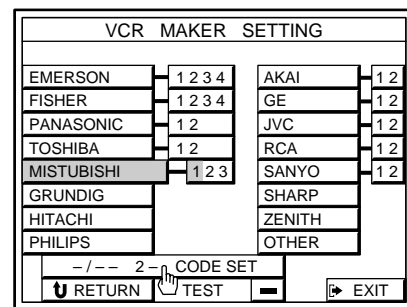 VCR MAKER SETTING
EMERSON 1 2 3 4 AKAI 1 2
FISHER 1 2 3 4 GE 1 2
PANASONIC 1 2 JVC 1 2
TOSHIBA 1 2 RCA 1 2
MISTUBISHI 1 2 3 SANYO 1 2
GRUNDIG SHARP
HITACHI ZENITH
PHILIPS OTHER
– / – – 2 – CODE SET
RETURN TEST EXIT